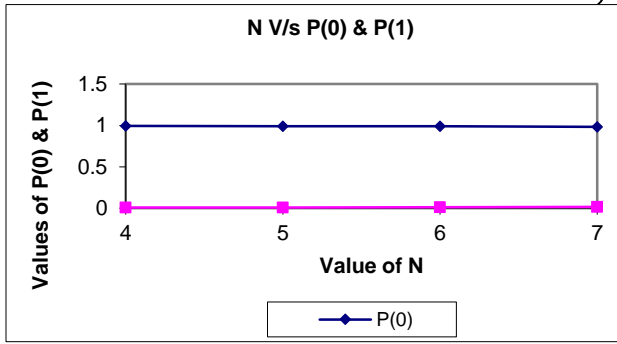 N V/s P(0) & P(1)
Values of P(0) & P(1)
1.5
1
0.5
0
4 5 6 7
Value of N
P(0)